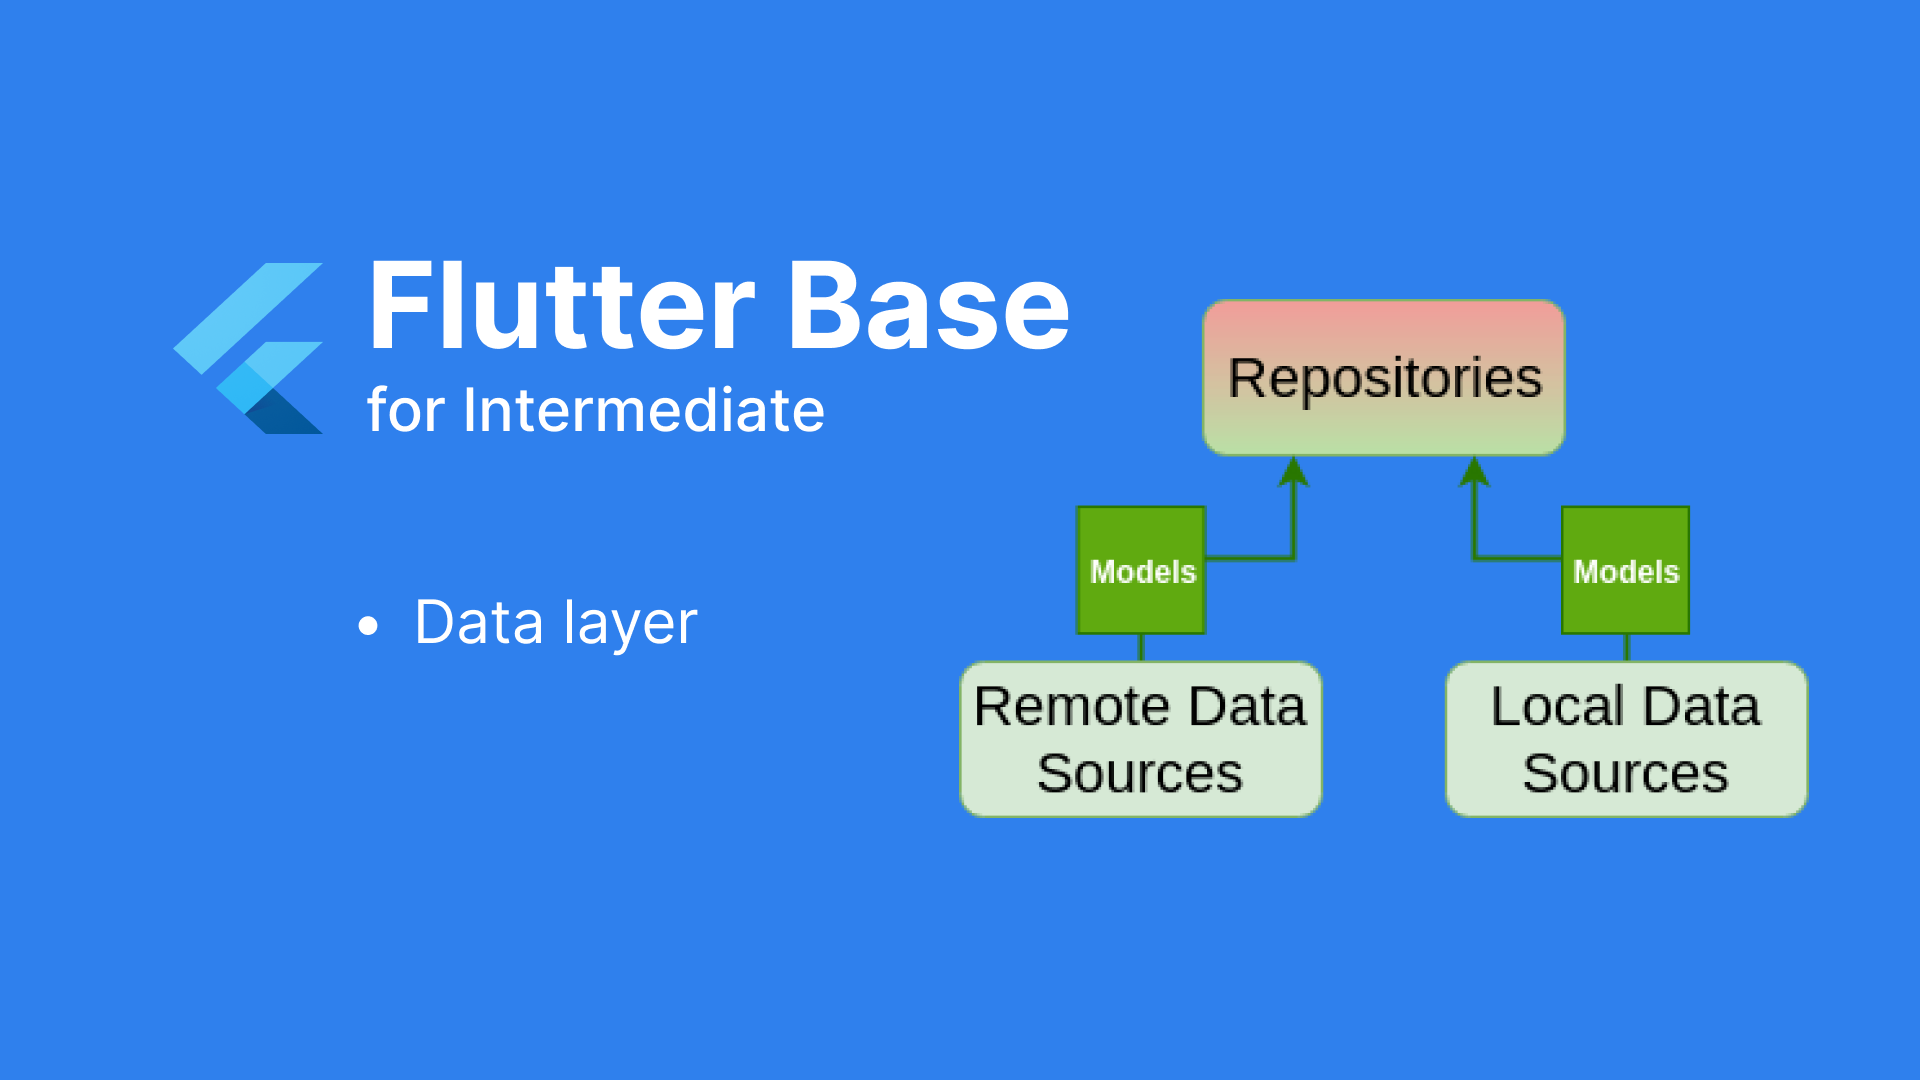 Flutter Base
for Intermediate
• Data layer
Repositories
Models
Models
Remote Data
Sources
Local Data
Sources